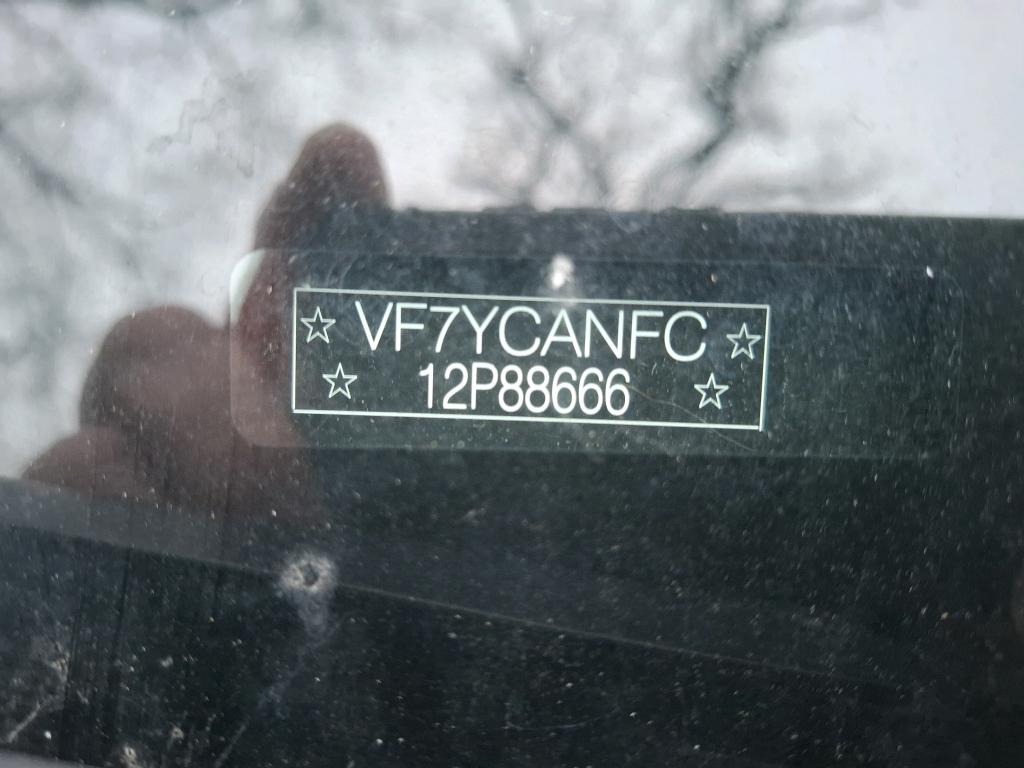 ☆ VF7YCANFC ☆
☆ 12P88666 ☆